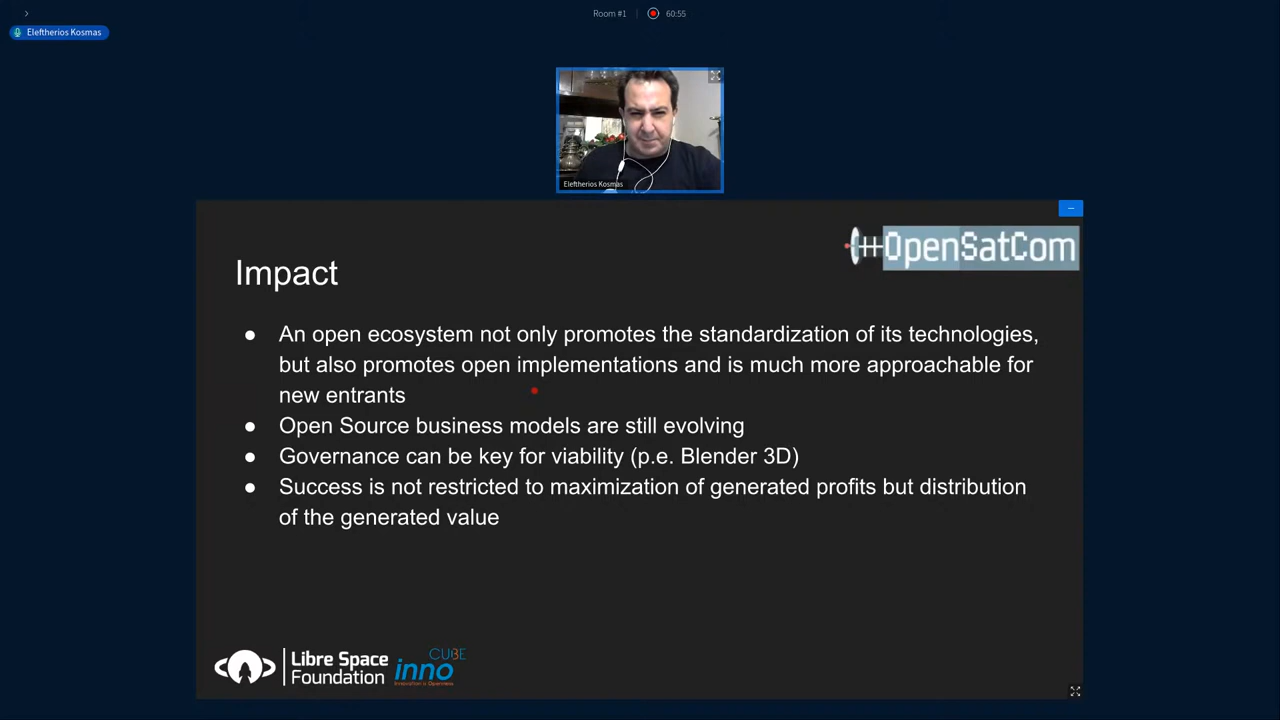 Room #1
60:55
Eleftherios Kosmas
Eleftherios Kosmas
OpenSatCom
Impact
● An open ecosystem not only promotes the standardization of its technologies,
but also promotes open implementations and is much more approachable for
new entrants
● Open Source business models are still evolving
● Governance can be key for viability (p.e. Blender 3D)
● Success is not restricted to maximization of generated profits but distribution
of the generated value
Libre Space
Foundation
CUBE
inno
Innovation is Openness